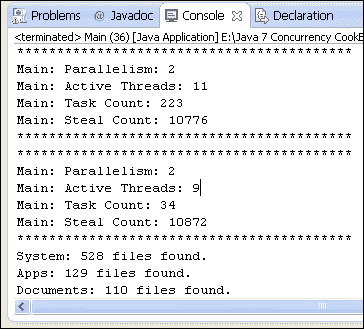 Problems @ Javadoc Console Declaration
<terminated> Main (36) [Java Application] E:\Java 7 Concurrency CookB
**********************************
Main: Parallelism: 2
Main: Active Threads: 11
Main: Task Count: 223
Main: Steal Count: 10776
**********************************
**********************************
Main: Parallelism: 2
Main: Active Threads: 9
Main: Task Count: 34
Main: Steal Count: 10872
**********************************
System: 528 files found.
Apps: 129 files found.
Documents: 110 files found.